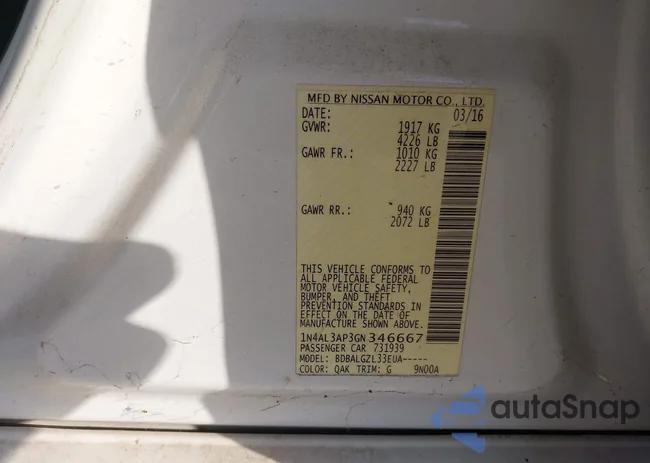 MFD BY NISSAN MOTOR CO., LTD.
DATE: 03/16
GVWR: 1917 KG
4226 LB
GAWR FR.: 1010 KG
2227 LB
GAWR RR.: 940 KG
2072 LB
THIS VEHICLE CONFORMS TO
ALL APPLICABLE FEDERAL
MOTOR VEHICLE SAFETY,
BUMPER, AND THEFT
PREVENTION STANDARDS IN
EFFECT ON THE DATE OF
MANUFACTURE SHOWN ABOVE.
1N4AL3AP3GN346667
PASSENGER CAR 731939
MODEL: BDBALGZL33EUA-----
COLOR: QAK TRIM: G 9N00A
autaSnap